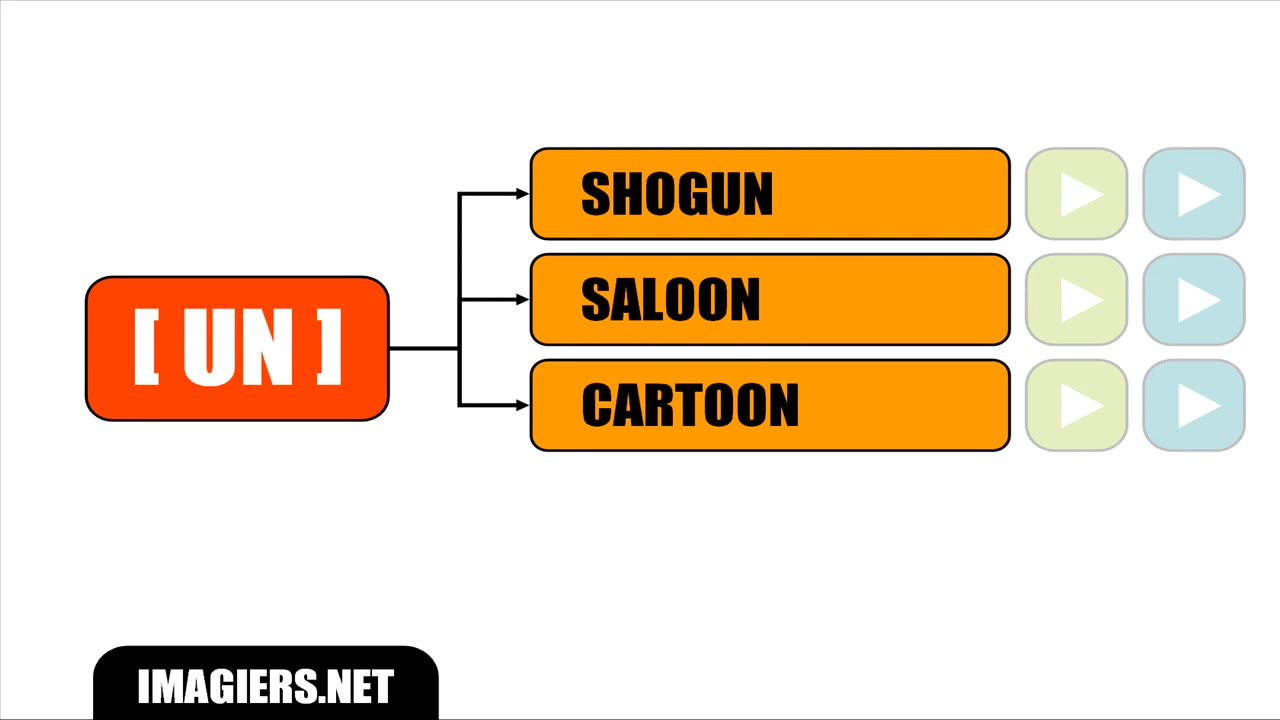 [ UN ]
SHOGUN
SALOON
CARTOON
IMAGIERS.NET